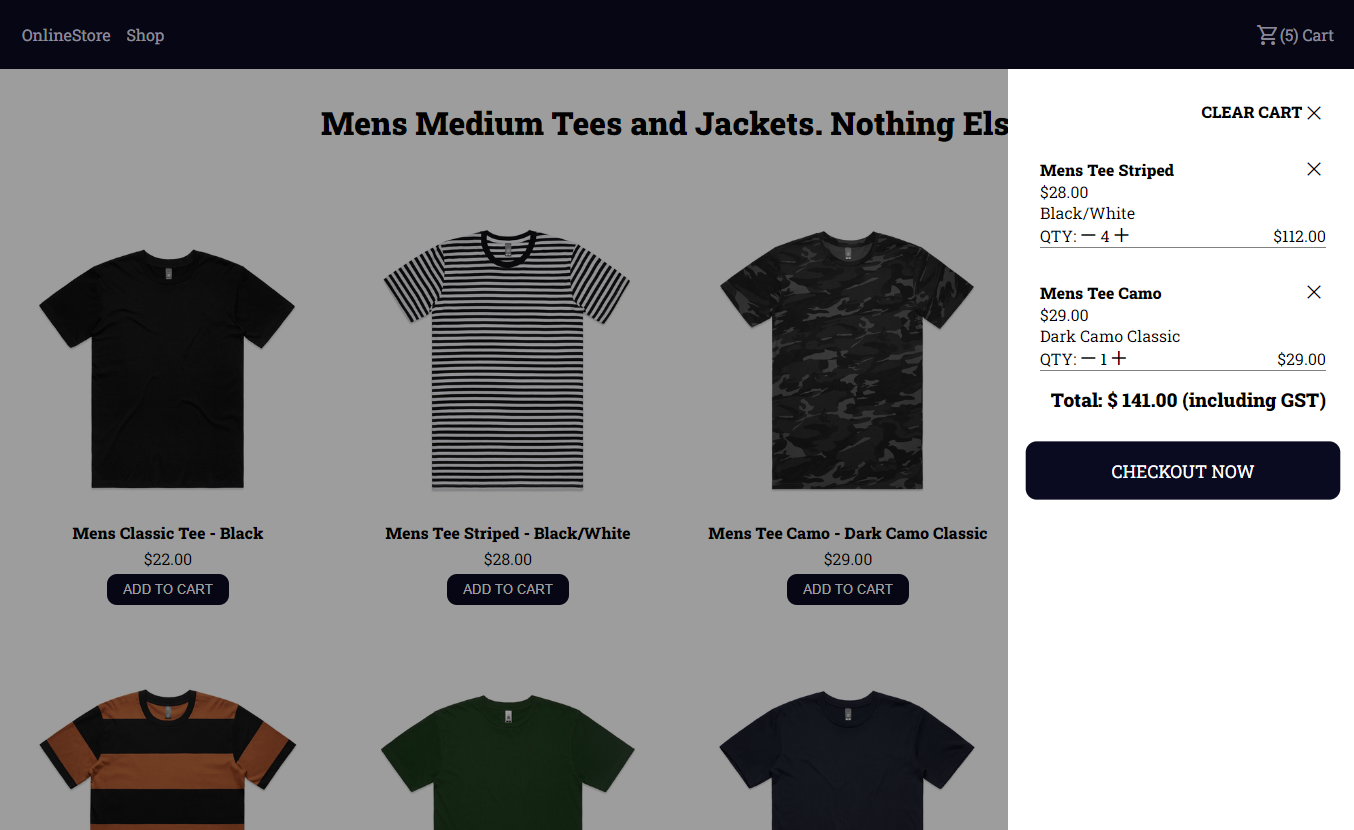 OnlineStore Shop
(5) Cart
Mens Medium Tees and Jackets. Nothing Els
CLEAR CART
Mens Tee Striped
$28.00
Black/White
QTY: − 4 + $112.00
Mens Tee Camo
$29.00
Dark Camo Classic
QTY: − 1 + $29.00
Total: $ 141.00 (including GST)
CHECKOUT NOW
Mens Classic Tee - Black
$22.00
ADD TO CART
Mens Tee Striped - Black/White
$28.00
ADD TO CART
Mens Tee Camo - Dark Camo Classic
$29.00
ADD TO CART